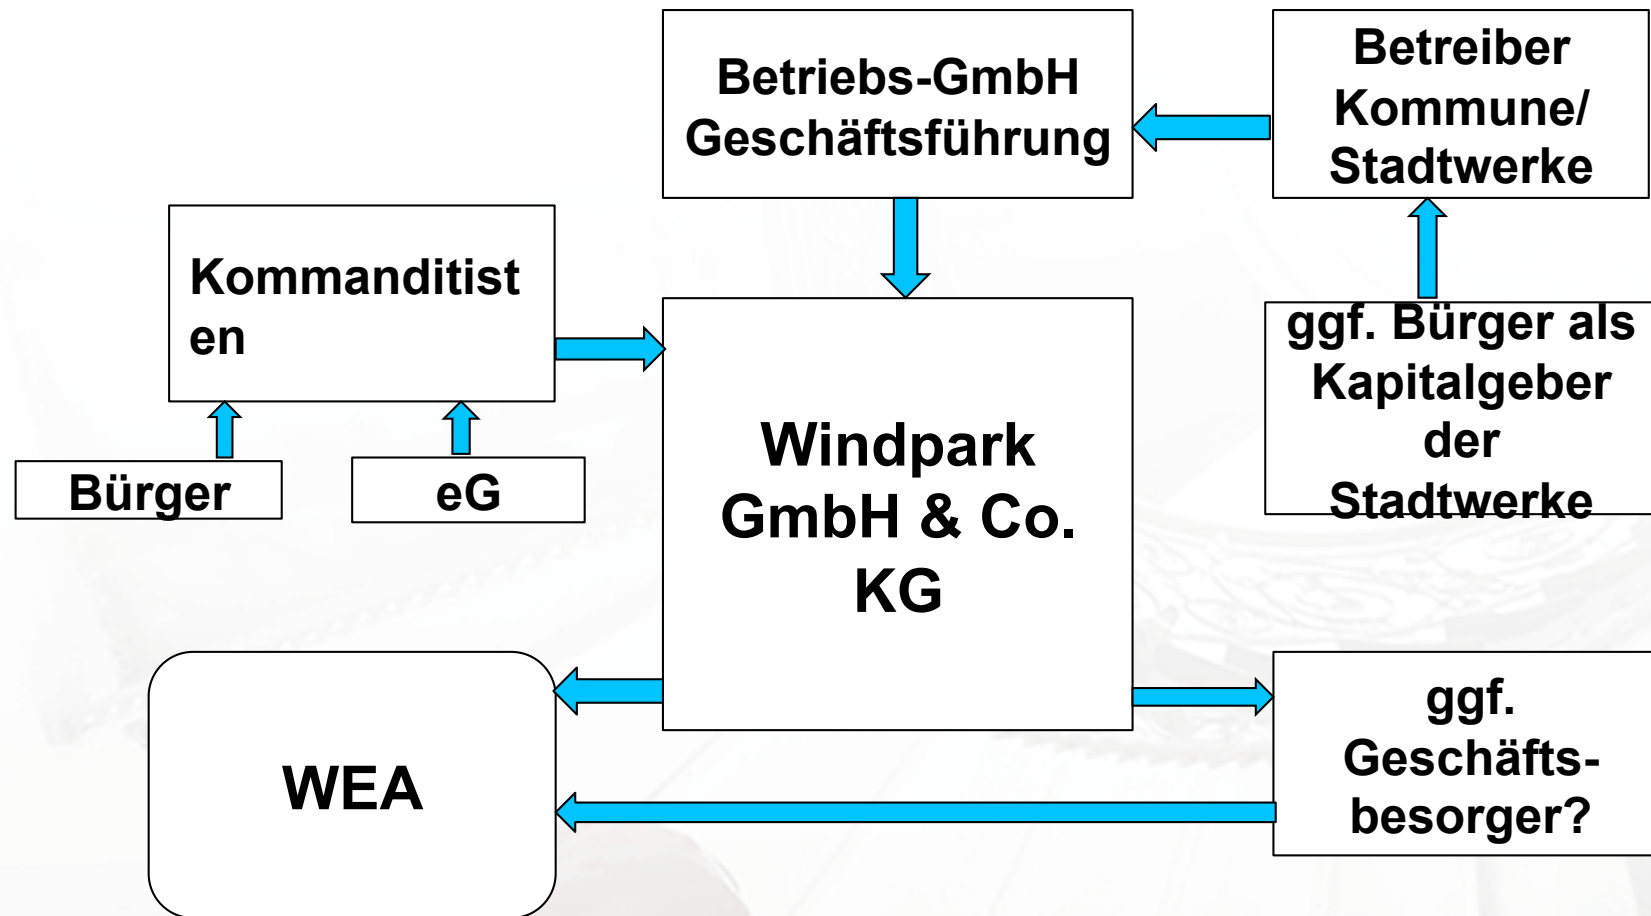 Betriebs-GmbH
Geschäftsführung
Betreiber
Kommune/
Stadtwerke
Kommanditist
en
ggf. Bürger als
Kapitalgeber
der
Stadtwerke
Bürger
eG
Windpark
GmbH & Co.
KG
WEA
ggf.
Geschäfts-
besorger?